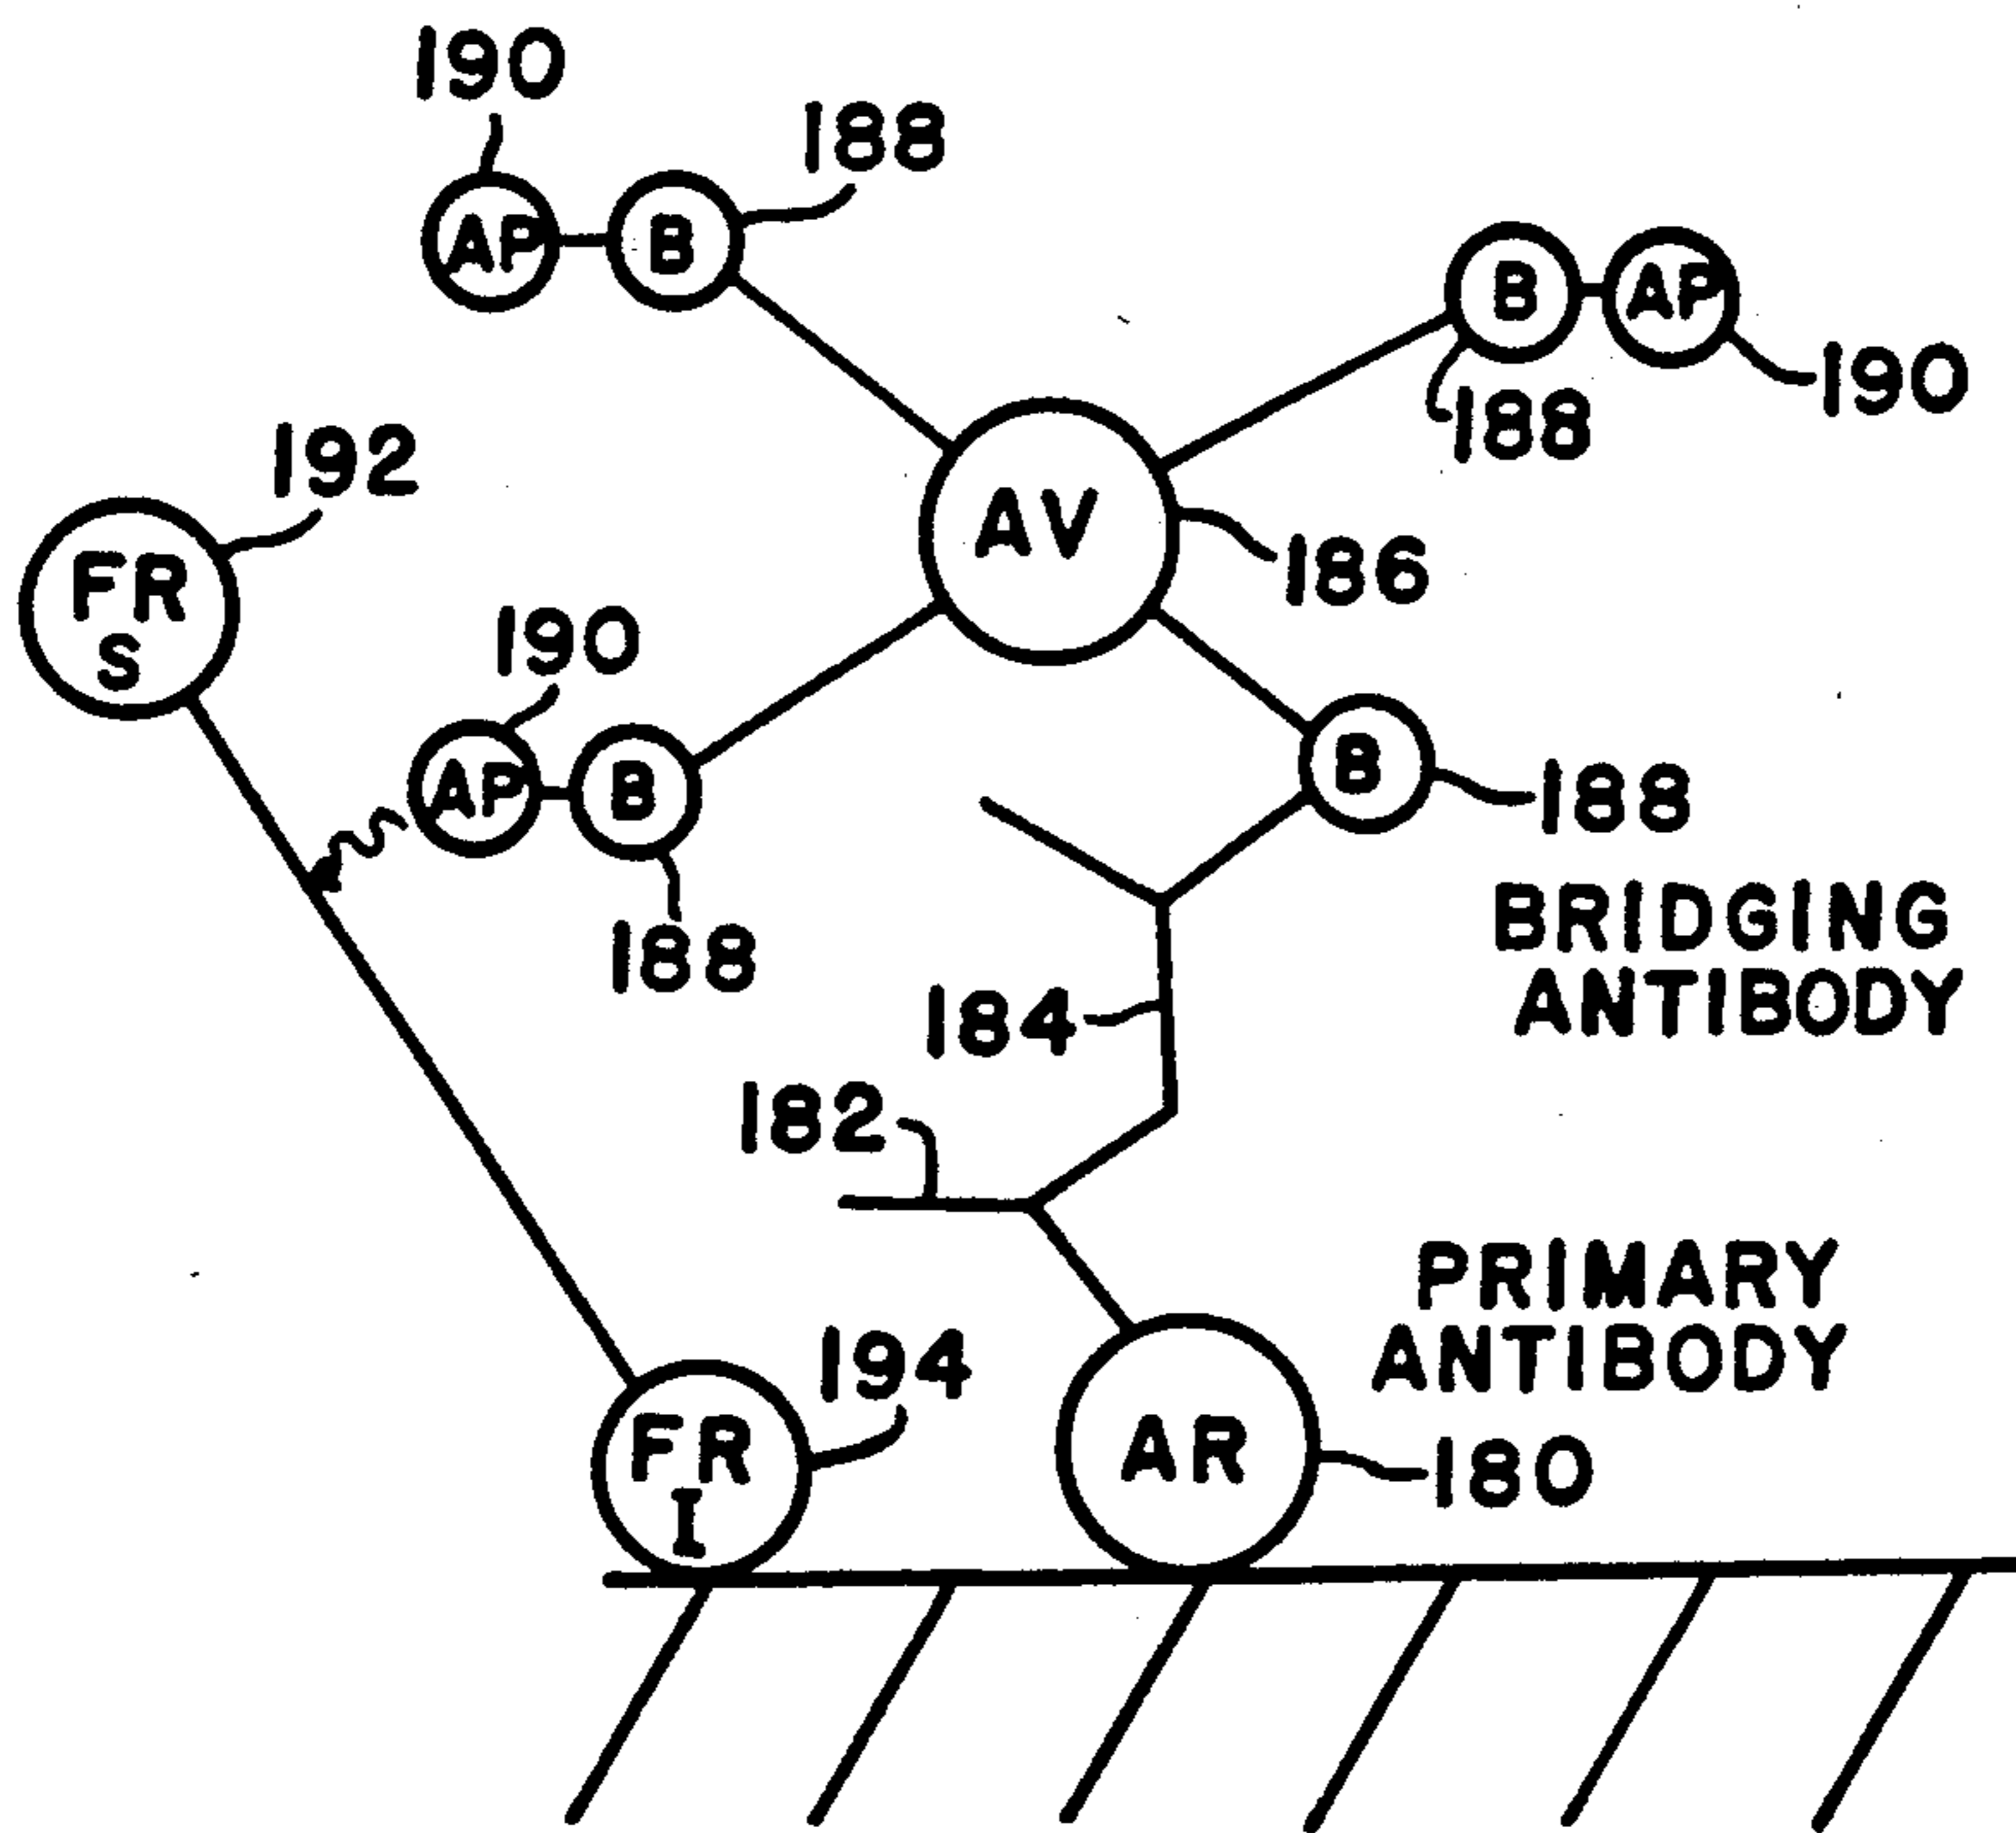 190
188
AP B
B AP
190
188
192
AV
186
FR
S
190
AP B
B
188
188
BRIDGING
ANTIBODY
184
182
PRIMARY
ANTIBODY
194
FR
I
AR
180